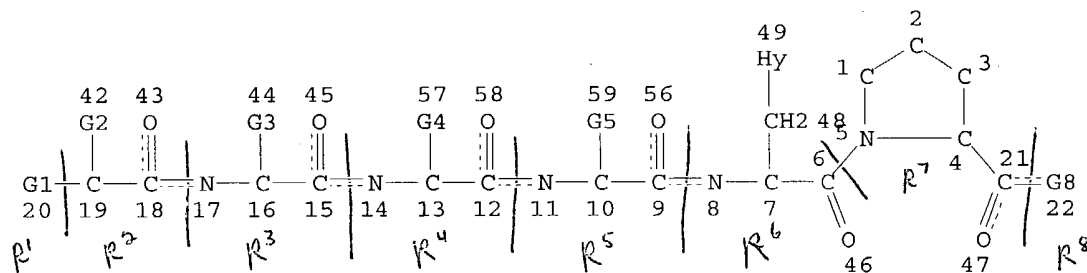 2
49
Hy
1 C 3
42 43 44 45 57 58 59 56 C C
G2 O G3 O G4 O G5 O CH2 48 5 N
G1 C C N C C N C C N C C N C C 6 4 C 21 C G8
20 19 18 17 16 15 14 13 12 11 10 9 8 7 R7 22
O O
46 47
R1 R2 R3 R4 R5 R6 R8